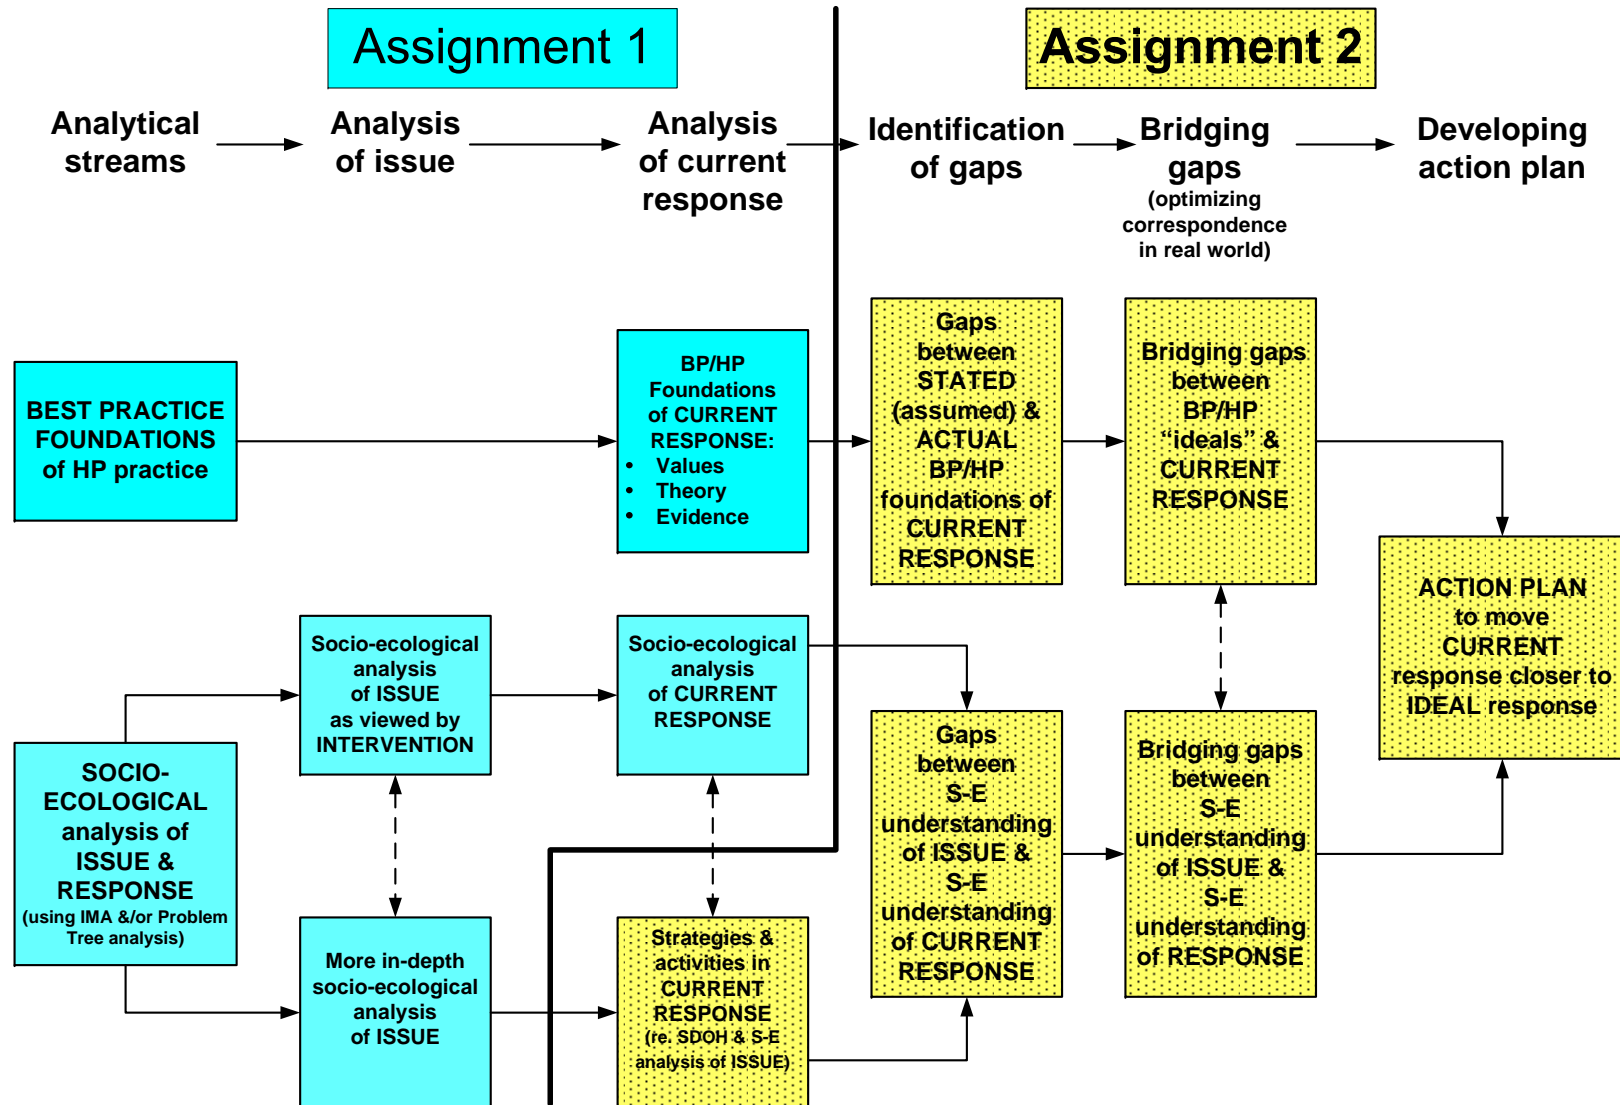 Assignment 1
Assignment 2
Analytical
streams
Analysis
of issue
Analysis
of current
response
Identification
of gaps
Bridging
gaps
(optimizing
correspondence
in real world)
Developing
action plan
BEST PRACTICE
FOUNDATIONS
of HP practice
BP/HP
Foundations
of CURRENT
RESPONSE:
• Values
• Theory
• Evidence
Gaps
between
STATED
(assumed) &
ACTUAL
BP/HP
foundations of
CURRENT
RESPONSE
Bridging gaps
between
BP/HP
“ideals” &
CURRENT
RESPONSE
ACTION PLAN
to move
CURRENT
response closer to
IDEAL response
SOCIO-
ECOLOGICAL
analysis of
ISSUE &
RESPONSE
(using IMA &/or Problem
Tree analysis)
Socio-ecological
analysis
of ISSUE
as viewed by
INTERVENTION
Socio-ecological
analysis
of CURRENT
RESPONSE
Gaps
between
S-E
understanding
of ISSUE &
S-E
understanding
of CURRENT
RESPONSE
Bridging gaps
between
S-E
understanding
of ISSUE &
S-E
understanding
of RESPONSE
More in-depth
socio-ecological
analysis
of ISSUE
Strategies &
activities in
CURRENT
RESPONSE
(re. SDOH & S-E
analysis of ISSUE)